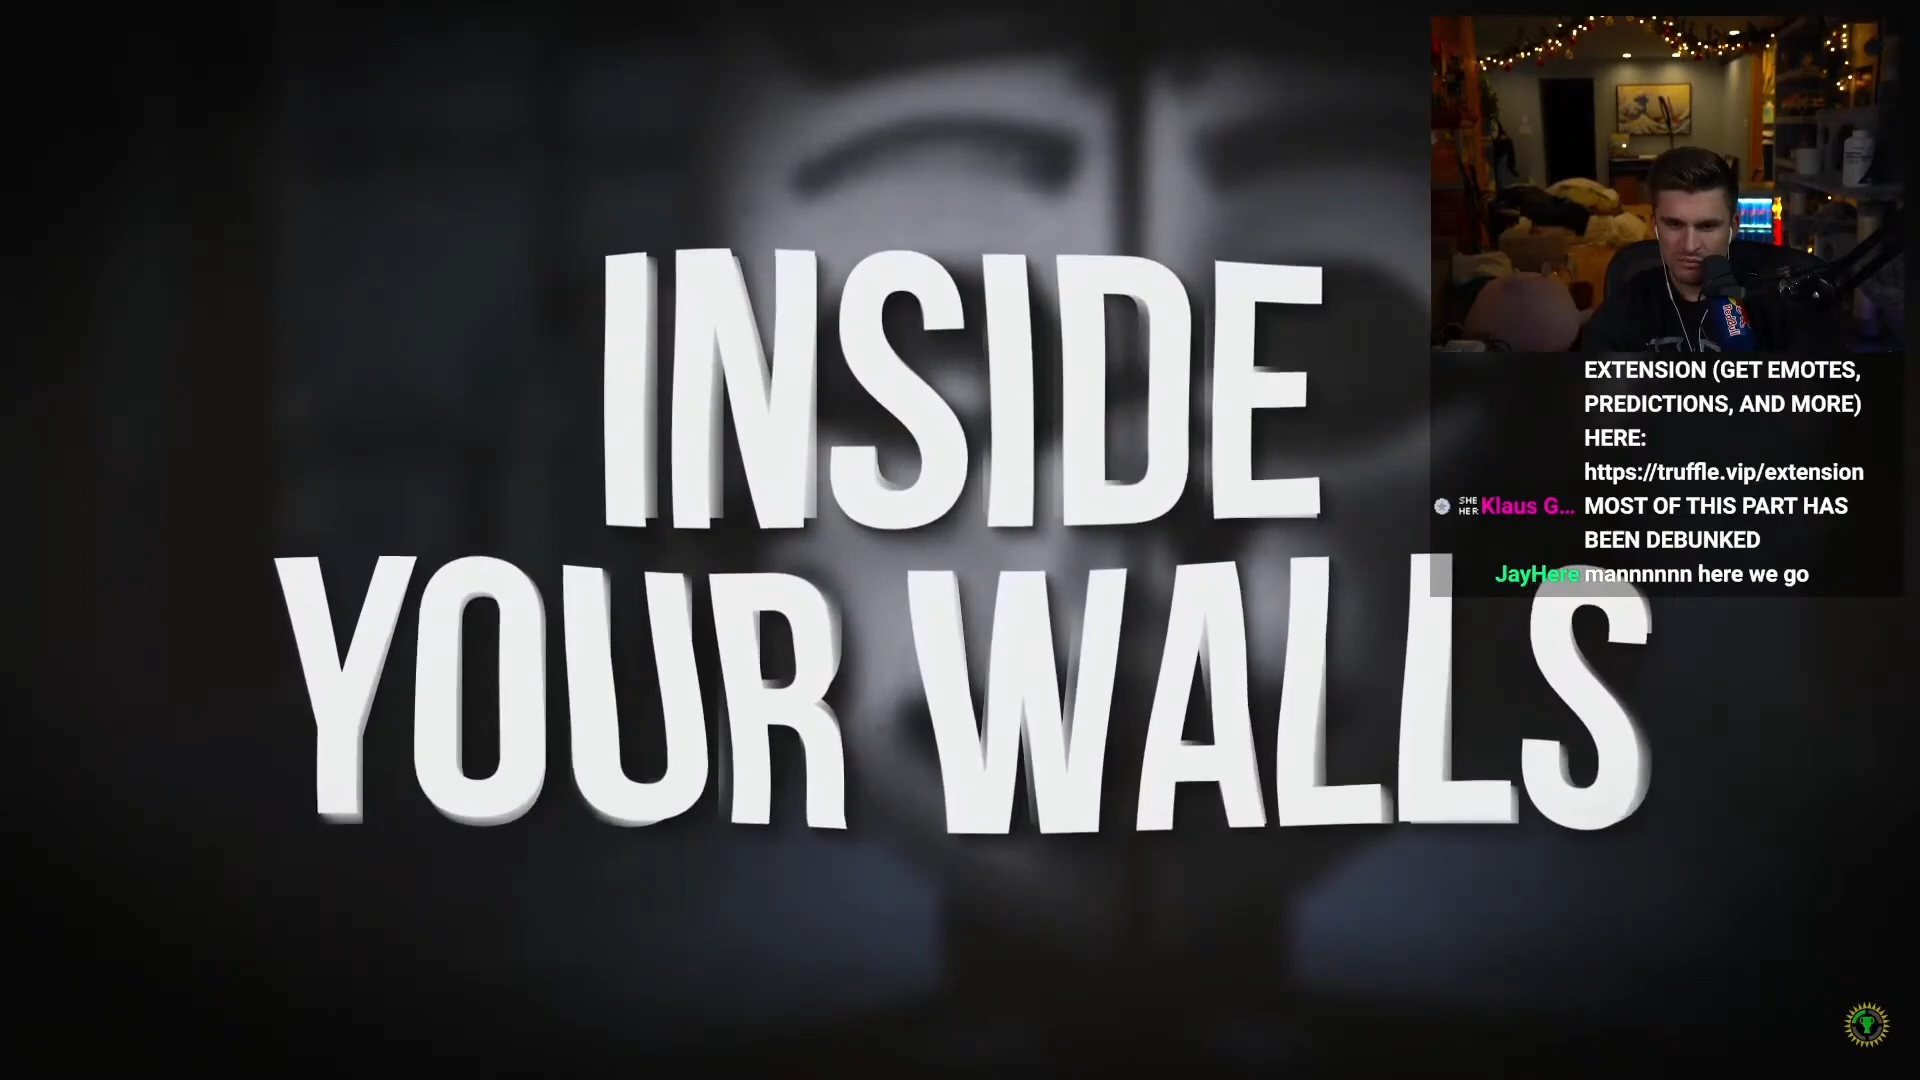 INSIDE
YOUR WALLS
EXTENSION (GET EMOTES,
PREDICTIONS, AND MORE)
HERE:
https://truffle.vip/extension
SHE
HER
Klaus G... MOST OF THIS PART HAS
BEEN DEBUNKED
JayHere mannnnnn here we go
RedBull